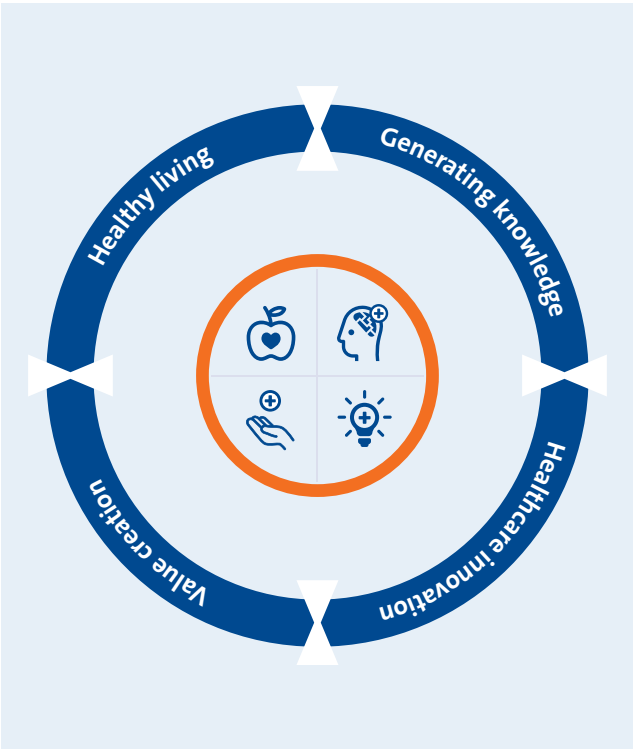 Healthy living
Generating knowledge
Healthcare innovation
Value creation